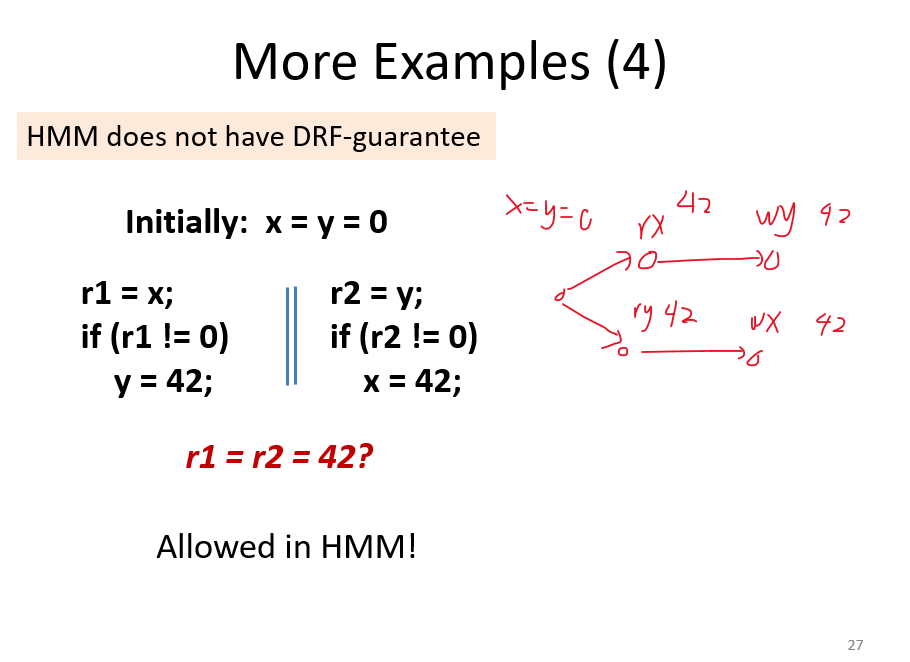 More Examples (4)
HMM does not have DRF-guarantee
Initially: x = y = 0
r1 = x;
if (r1 != 0)
y = 42;
r2 = y;
if (r2 != 0)
x = 42;
r1 = r2 = 42?
Allowed in HMM!
x=y=0
rx 42
wy 42
ry 42
wx 42
27